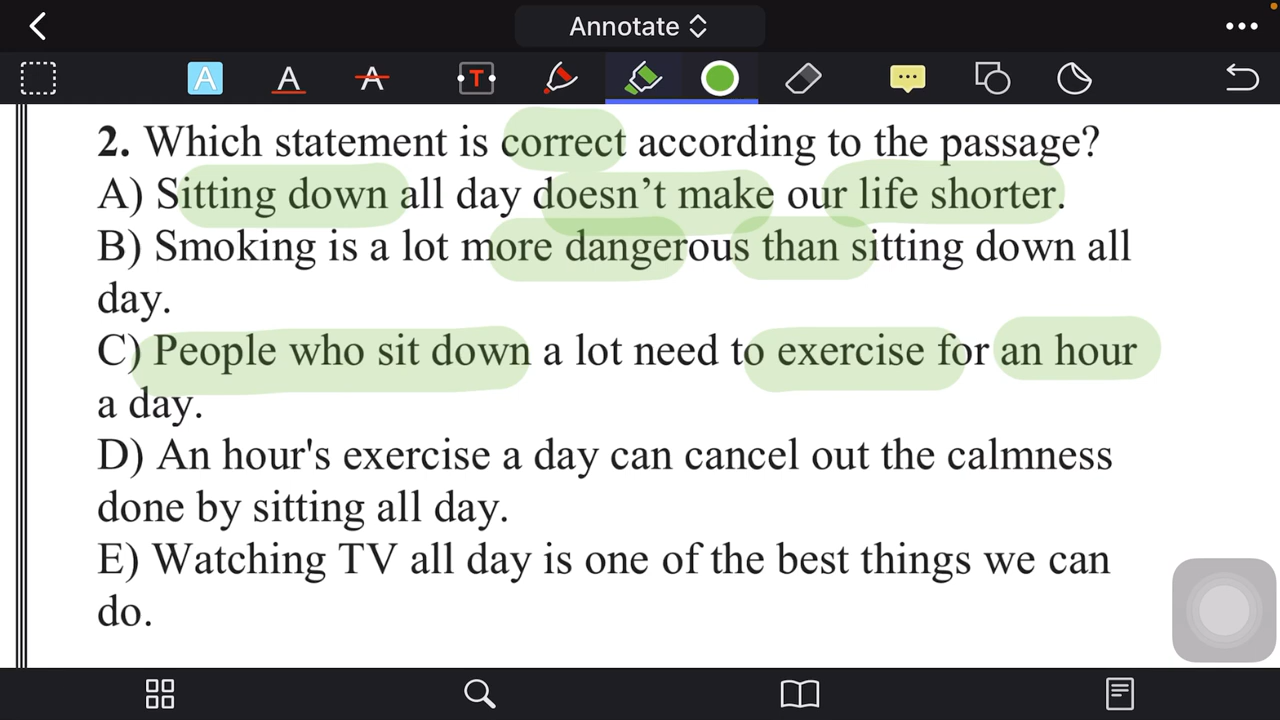 Annotate
A A A T
2. Which statement is correct according to the passage?
A) Sitting down all day doesn’t make our life shorter.
B) Smoking is a lot more dangerous than sitting down all
day.
C) People who sit down a lot need to exercise for an hour
a day.
D) An hour's exercise a day can cancel out the calmness
done by sitting all day.
E) Watching TV all day is one of the best things we can
do.